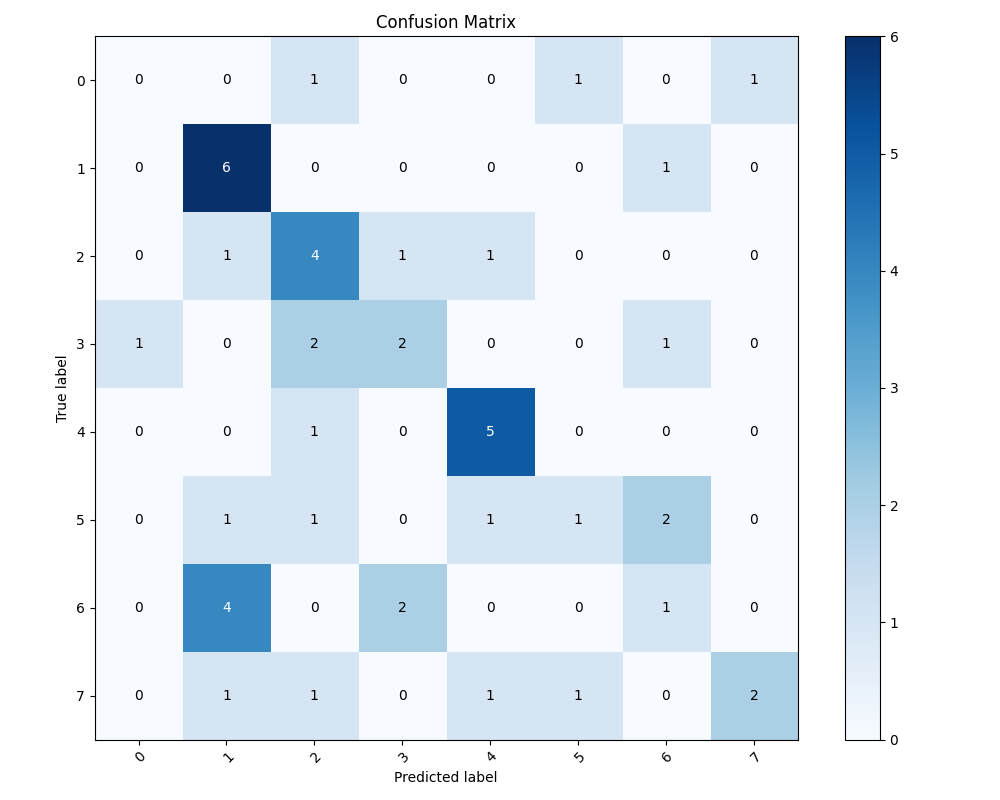 Confusion Matrix
0 0 0 1 0 0 1 0 1
1 0 6 0 0 0 0 1 0
2 0 1 4 1 1 0 0 0
3 1 0 2 2 0 0 1 0
4 0 0 1 0 5 0 0 0
5 0 1 1 0 1 1 2 0
6 0 4 0 2 0 0 1 0
7 0 1 1 0 1 1 0 2
0 1 2 3 4 5 6 7
True label
Predicted label
6
5
4
3
2
1
0